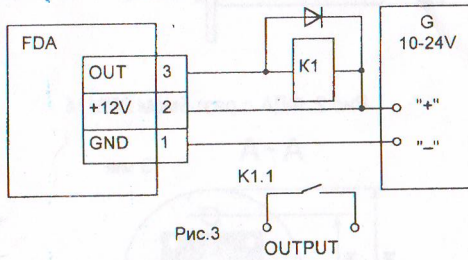 FDA
OUT 3
+12V 2
GND 1
K1
G
10-24V
"+"
"–"
K1.1
Рис.3
OUTPUT